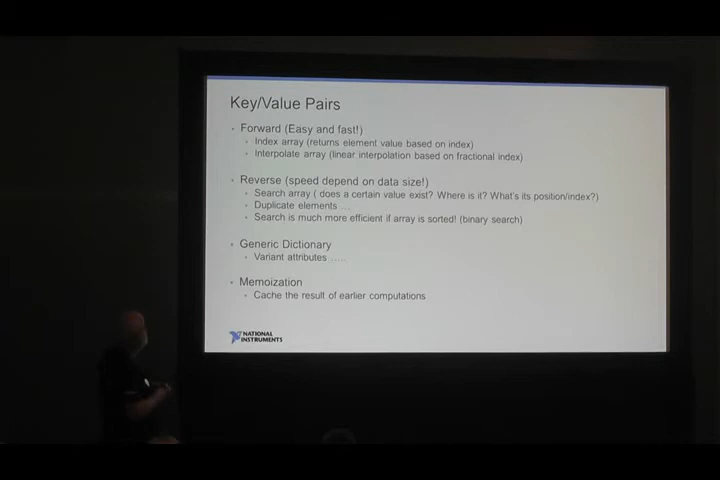 Key/Value Pairs
• Forward (Easy and fast!)
• Index array (returns element value based on index)
• Interpolate array (linear interpolation based on fractional index)
• Reverse (speed depend on data size!)
• Search array ( does a certain value exist? Where is it? What's its position/index?)
• Duplicate elements ...
• Search is much more efficient if array is sorted! (binary search)
• Generic Dictionary
• Variant attributes .....
• Memoization
• Cache the result of earlier computations
NATIONAL
INSTRUMENTS